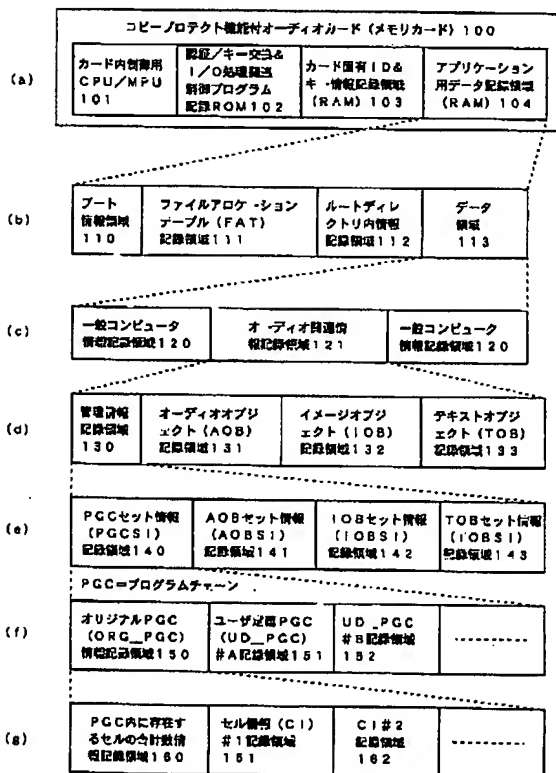 コピープロテクト機能付オーディオカード(メモリカード)100
(a)
カード内制御用
CPU/MPU
101
認証/キー交換&
I/O処理関連
制御プログラム
記録ROM102
カード固有ID&
キー情報記録領域
(RAM)103
アプリケーション
用データ記録領域
(RAM)104
(b)
ブート
情報領域
110
ファイルアロケーション
テーブル(FAT)
記録領域111
ルートディレ
クトリ内情報
記録領域112
データ
領域
113
(c)
一般コンピュータ
情報記録領域120
オーディオ関連情
報記録領域121
一般コンピュータ
情報記録領域120
(d)
管理情報
記録領域
130
オーディオオブジ
ェクト(AOB)
記録領域131
イメージオブジ
ェクト(IOB)
記録領域132
テキストオブジ
ェクト(TOB)
記録領域133
(e)
PGCセット情報
(PGCSI)
記録領域140
AOBセット情報
(AOBSI)
記録領域141
IOBセット情報
(IOBSI)
記録領域142
TOBセット情報
(TOBSI)
記録領域143
PGC=プログラムチェーン
(f)
オリジナルPGC
(ORG_PGC)
情報記録領域150
ユーザ定義PGC
(UD_PGC)
#A記録領域151
UD_PGC
#B記録領域
152
(g)
PGC内に存在す
るセルの合計数情
報記録領域160
セル情報(CI)
#1記録領域
161
CI#2
記録領域
162